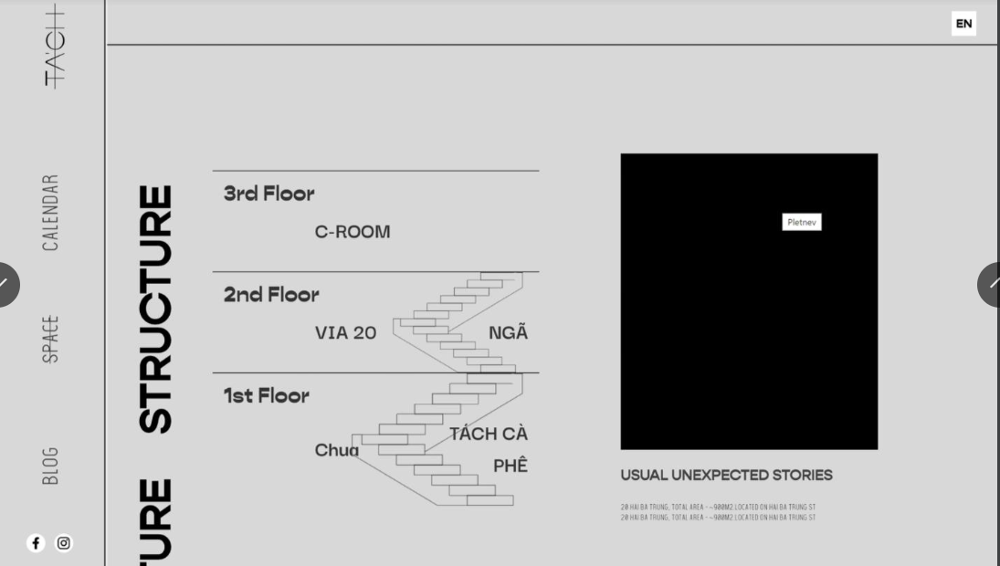 TÁCH
EN
CALENDAR
SPACE
BLOG
STRUCTURE
TURE
3rd Floor
C-ROOM
2nd Floor
VIA 20
NGÃ
1st Floor
Chua
TÁCH CÀ
PHÊ
Pletnev
USUAL UNEXPECTED STORIES
20 HAI BA TRUNG, TOTAL AREA - ~900M2 LOCATED ON HAI BA TRUNG ST
20 HAI BA TRUNG, TOTAL AREA - ~900M2 LOCATED ON HAI BA TRUNG ST